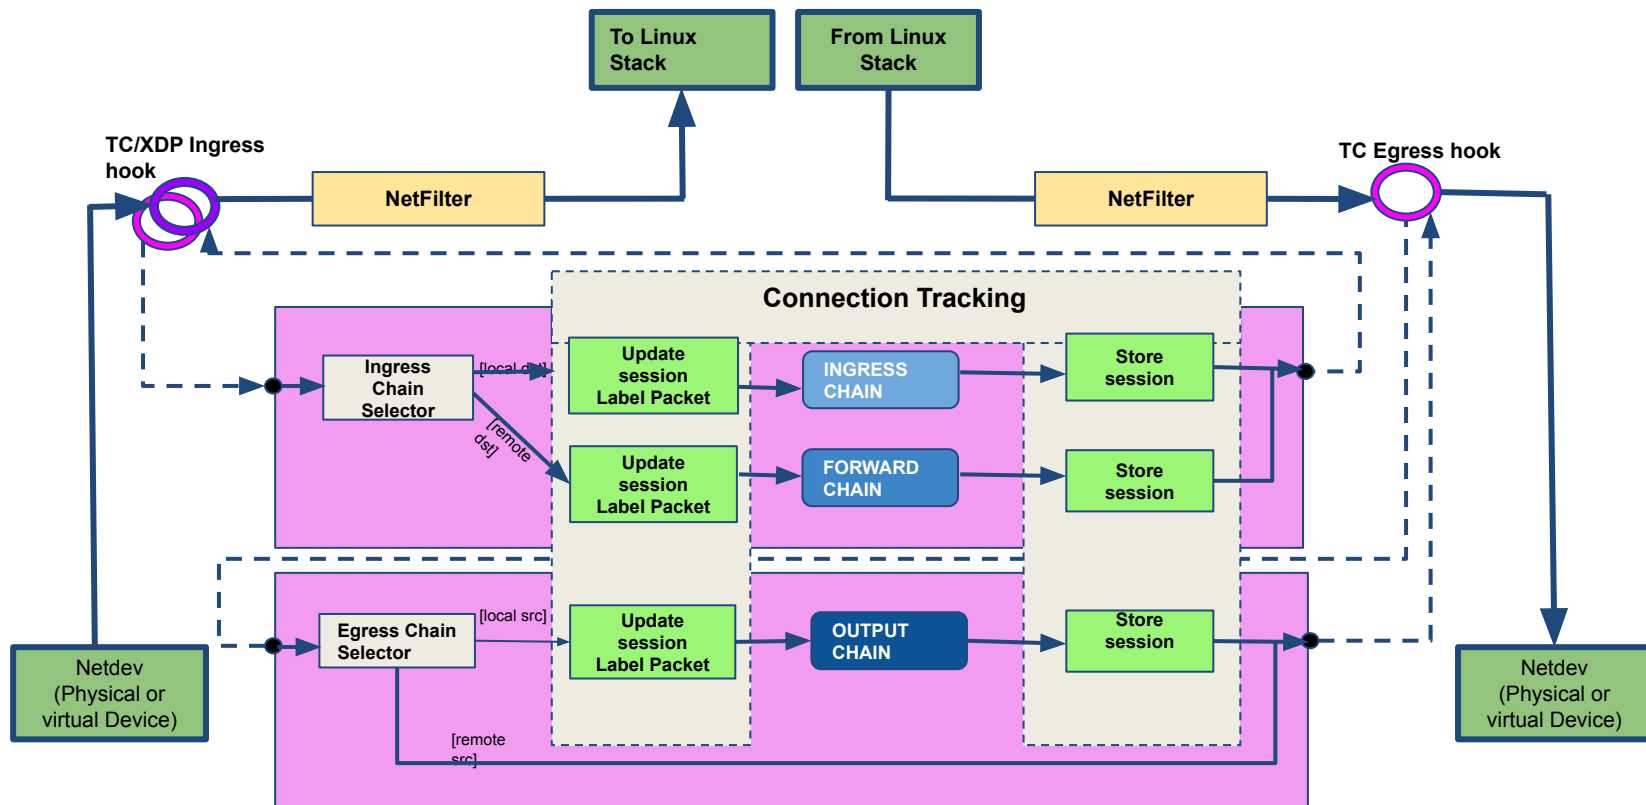 To Linux
Stack
From Linux
Stack
TC/XDP Ingress
hook
NetFilter
NetFilter
TC Egress hook
Connection Tracking
Ingress
Chain
Selector
[local dst]
[remote
dst]
Update
session
Label Packet
INGRESS
CHAIN
Store
session
Update
session
Label Packet
FORWARD
CHAIN
Store
session
Egress Chain
Selector
[local src]
[remote
src]
Update
session
Label Packet
OUTPUT
CHAIN
Store
session
Netdev
(Physical or
virtual Device)
Netdev
(Physical or
virtual Device)